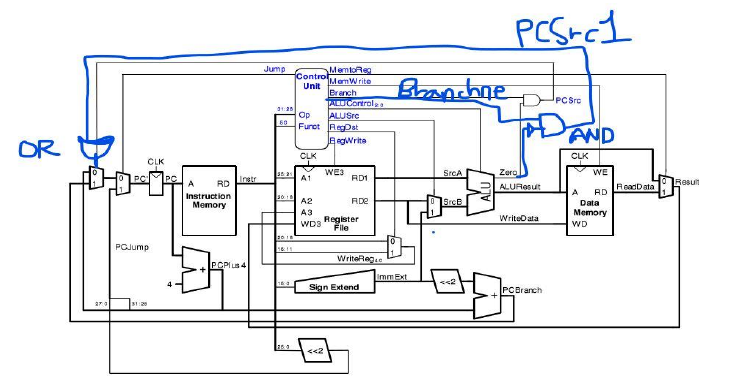 PCSrc1
Jump
Control
Unit
MemtoReg
MemWrite
Branch
Branchne
ALUControl2:0
PCSrc
31:26
Op
ALUSrc
5:0
Funct
RegDst
AND
OR
RegWrite
CLK
CLK
CLK
0
1
0
1
PC'
PC
A
RD
Instr
Instruction
Memory
25:21
A1
WE3
RD1
SrcA
Zero
WE
0
1
Result
20:16
A2
RD2
0
1
SrcB
ALU
ALUResult
A
RD
ReadData
A3
Data
Memory
WD3
Register
File
WriteData
WD
PCJump
20:16
15:11
0
1
WriteReg4:0
PCPlus4
+
4
15:0
Sign Extend
ImmExt
<<2
+
PCBranch
27:0
31:28
25:0
<<2